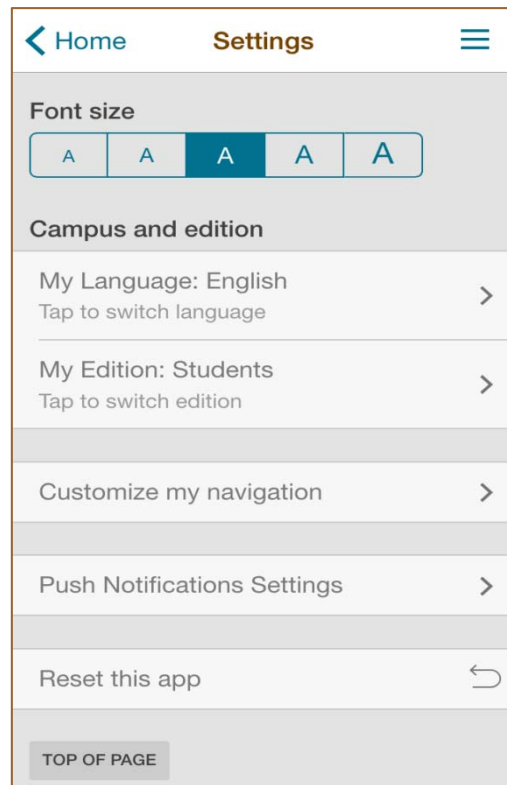 Home Settings
Font size
A A A A A
Campus and edition
My Language: English
Tap to switch language
My Edition: Students
Tap to switch edition
Customize my navigation
Push Notifications Settings
Reset this app
TOP OF PAGE